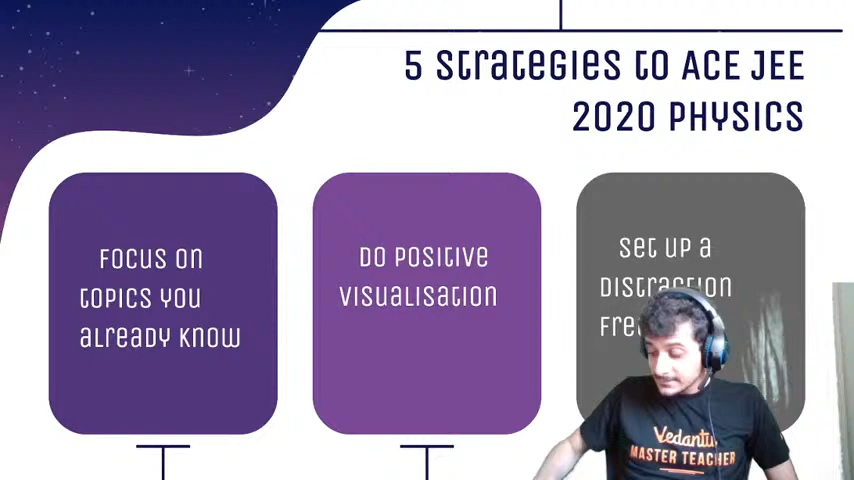 5 Strategies to ACE JEE
2020 PHYSICS
Focus on
topics you
already know
Do positive
visualisation
Set up a
Distraction
Vedantu
MASTER TEACHER